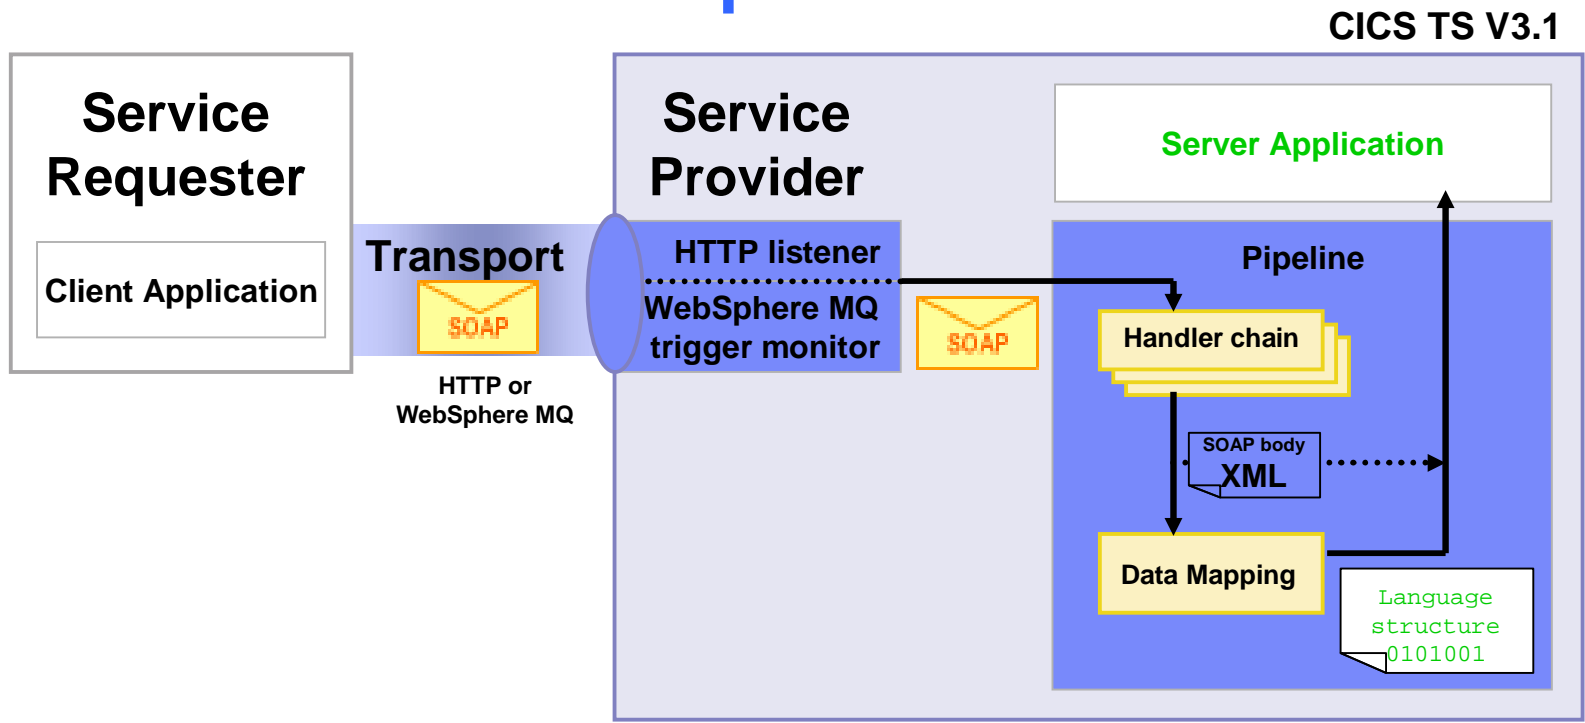 CICS TS V3.1
Service
Requester
Client Application
Transport
SOAP
HTTP or
WebSphere MQ
Service
Provider
HTTP listener
WebSphere MQ
trigger monitor
SOAP
Server Application
Pipeline
Handler chain
SOAP body
XML
Data Mapping
Language
structure
0101001